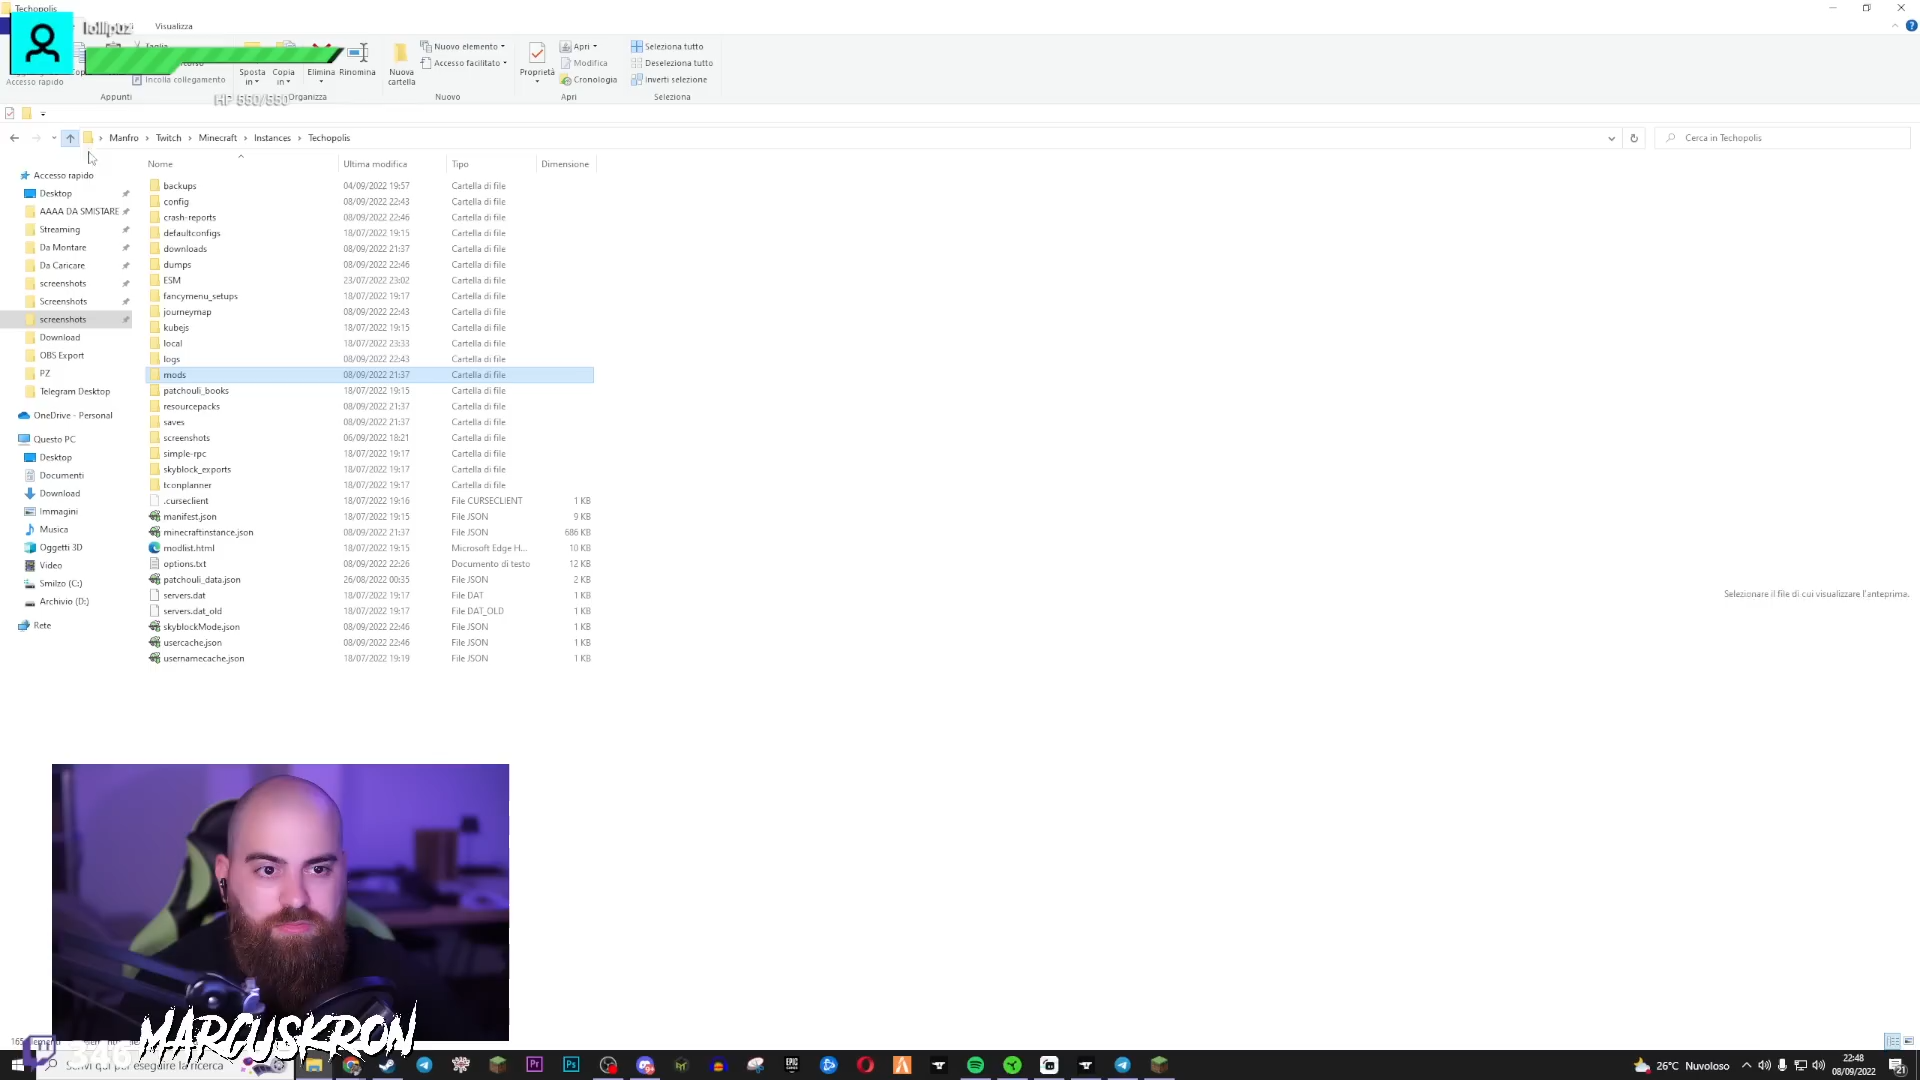 Techopolis
lollipuz
Visualizza
HP 550/550
Accesso rapido
Incolla collegamento
Appunti
Sposta in
Copia in
Elimina
Rinomina
Organizza
Nuova cartella
Nuovo elemento
Accesso facilitato
Nuovo
Proprietà
Apri
Modifica
Cronologia
Apri
Seleziona tutto
Deseleziona tutto
Inverti selezione
Seleziona
Manfro > Twitch > Minecraft > Instances > Techopolis
Cerca in Techopolis
Nome Ultima modifica Tipo Dimensione
backups 04/09/2022 19:57 Cartella di file
config 08/09/2022 22:43 Cartella di file
crash-reports 08/09/2022 22:46 Cartella di file
defaultconfigs 18/07/2022 19:15 Cartella di file
downloads 08/09/2022 21:37 Cartella di file
dumps 08/09/2022 22:46 Cartella di file
ESM 23/07/2022 23:02 Cartella di file
fancymenu_setups 18/07/2022 19:17 Cartella di file
journeymap 08/09/2022 22:43 Cartella di file
kubejs 18/07/2022 19:15 Cartella di file
local 18/07/2022 23:33 Cartella di file
logs 08/09/2022 22:43 Cartella di file
mods 08/09/2022 21:37 Cartella di file
patchouli_books 18/07/2022 19:15 Cartella di file
resourcepacks 08/09/2022 21:37 Cartella di file
saves 08/09/2022 21:37 Cartella di file
screenshots 06/09/2022 18:21 Cartella di file
simple-rpc 18/07/2022 19:17 Cartella di file
skyblock_exports 18/07/2022 19:17 Cartella di file
tconplanner 18/07/2022 19:17 Cartella di file
.curseclient 18/07/2022 19:16 File CURSECLIENT 1 KB
manifest.json 18/07/2022 19:15 File JSON 9 KB
minecraftinstance.json 08/09/2022 21:37 File JSON 686 KB
modlist.html 18/07/2022 19:15 Microsoft Edge H... 10 KB
options.txt 08/09/2022 22:26 Documento di testo 12 KB
patchouli_data.json 26/08/2022 00:35 File JSON 2 KB
servers.dat 18/07/2022 19:17 File DAT 1 KB
servers.dat_old 18/07/2022 19:17 File DAT_OLD 1 KB
skyblockMode.json 08/09/2022 22:46 File JSON 1 KB
usercache.json 08/09/2022 22:46 File JSON 1 KB
usernamecache.json 18/07/2022 19:19 File JSON 1 KB
Accesso rapido
Desktop
AAAA DA SMISTARE
Streaming
Da Montare
Da Caricare
screenshots
Screenshots
screenshots
Download
OBS Export
PZ
Telegram Desktop
OneDrive - Personal
Questo PC
Desktop
Documenti
Download
Immagini
Musica
Oggetti 3D
Video
Smilzo (C:)
Archivio (D:)
Rete
Selezionare il file di cui visualizzare l'anteprima.
MARCUSKRON
346
Scrivi qui per eseguire la ricerca
Pr
Ps
EPIC GAMES
26°C Nuvoloso
22:48
08/09/2022
21